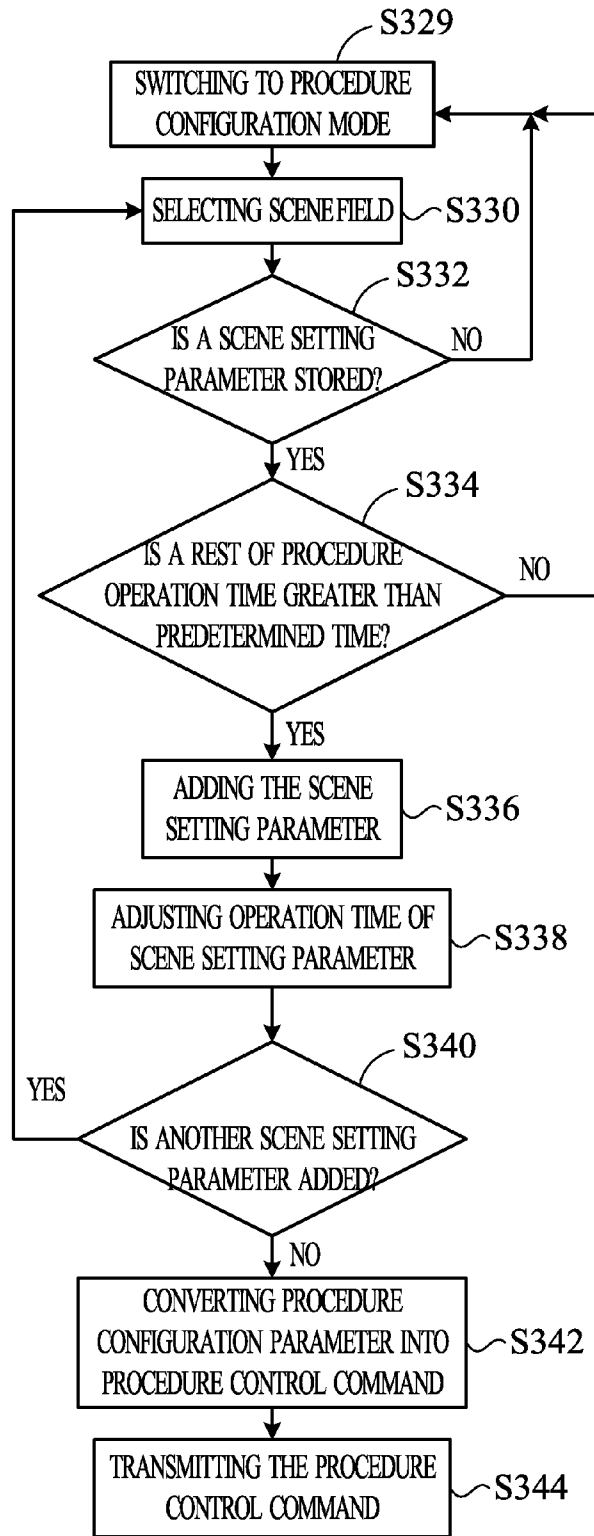 S329
SWITCHING TO PROCEDURE
CONFIGURATION MODE
SELECTING SCENE FIELD
S330
S332
IS A SCENE SETTING
PARAMETER STORED?
NO
YES
S334
IS A REST OF PROCEDURE
OPERATION TIME GREATER THAN
PREDETERMINED TIME?
NO
YES
ADDING THE SCENE
SETTING PARAMETER
S336
ADJUSTING OPERATION TIME OF
SCENE SETTING PARAMETER
S338
S340
YES
IS ANOTHER SCENE SETTING
PARAMETER ADDED?
NO
CONVERTING PROCEDURE
CONFIGURATION PARAMETER INTO
PROCEDURE CONTROL COMMAND
S342
TRANSMITTING THE PROCEDURE
CONTROL COMMAND
S344